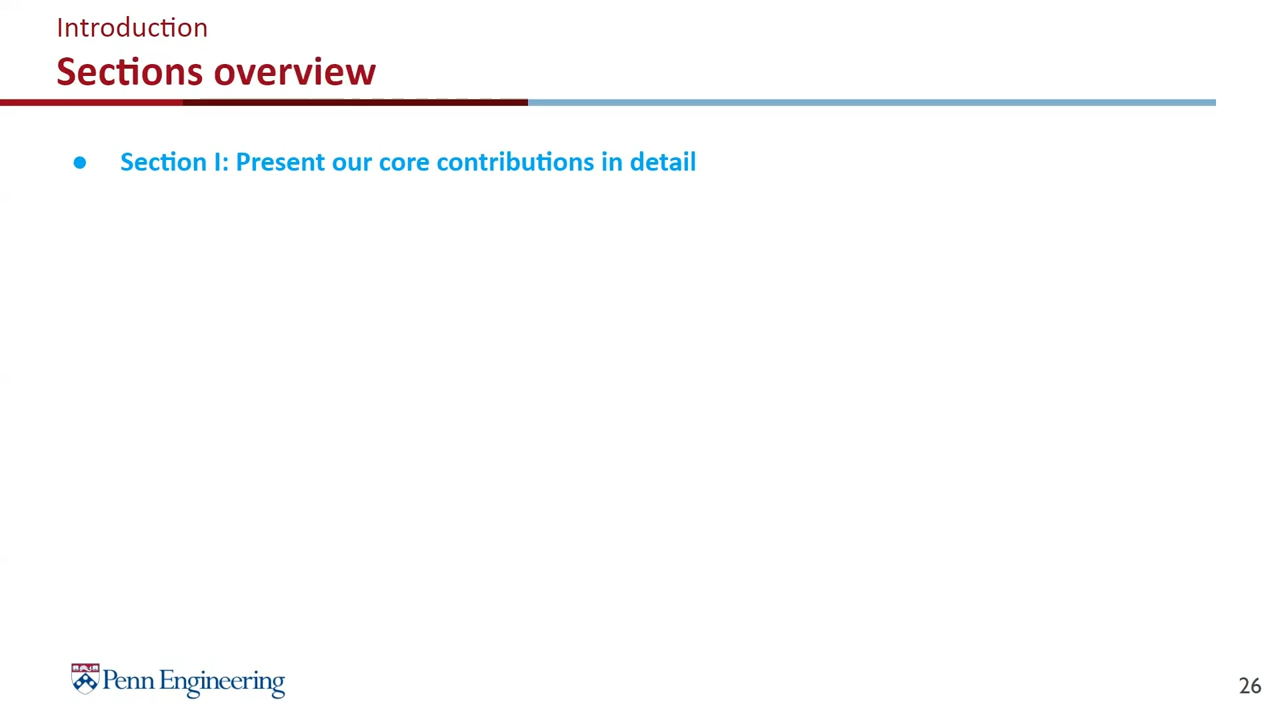 Introduction
Sections overview
● Section I: Present our core contributions in detail
Penn Engineering
26